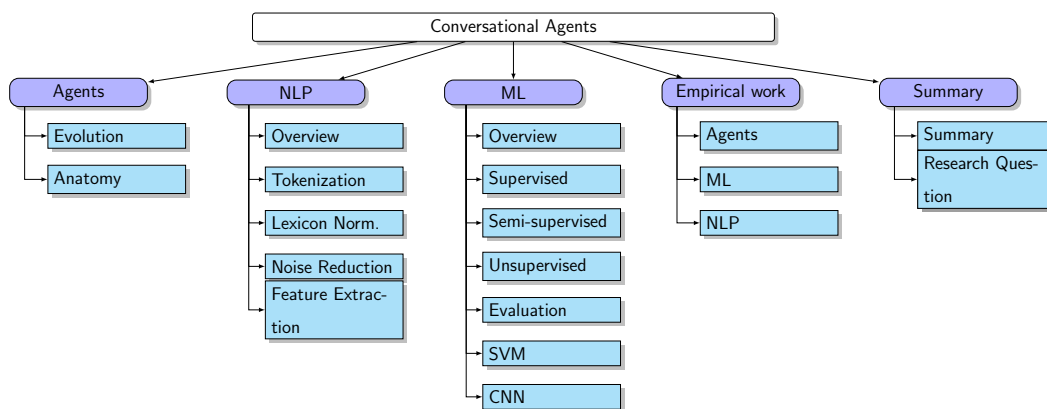 Conversational Agents
Agents
Evolution
Anatomy
NLP
Overview
Tokenization
Lexicon Norm.
Noise Reduction
Feature Extrac-
tion
ML
Overview
Supervised
Semi-supervised
Unsupervised
Evaluation
SVM
CNN
Empirical work
Agents
ML
NLP
Summary
Summary
Research Ques-
tion